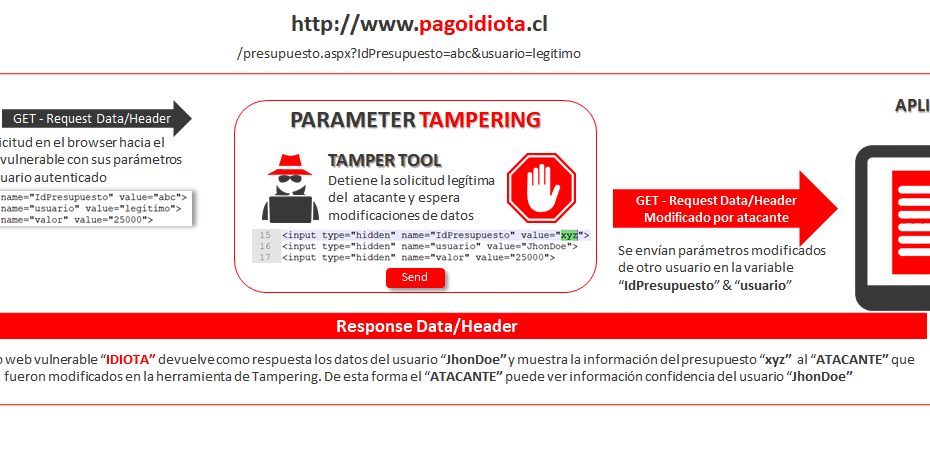 http://www.pagoidiota.cl
/presupuesto.aspx?IdPresupuesto=abc&usuario=legitimo
GET - Request Data/Header
icitud en el browser hacia el
vulnerable con sus parámetros
uario autenticado
name="IdPresupuesto" value="abc">
name="usuario" value="legitimo">
name="valor" value="25000">
PARAMETER TAMPERING
TAMPER TOOL
Detiene la solicitud legítima
del atacante y espera
modificaciones de datos
15 <input type="hidden" name="IdPresupuesto" value="xyz">
16 <input type="hidden" name="usuario" value="JhonDoe">
17 <input type="hidden" name="valor" value="25000">
Send
GET - Request Data/Header
Modificado por atacante
Se envían parámetros modificados
de otro usuario en la variable
“IdPresupuesto” & “usuario”
APLI
Response Data/Header
o web vulnerable “IDIOTA” devuelve como respuesta los datos del usuario “JhonDoe” y muestra la información del presupuesto “xyz” al “ATACANTE” que
fueron modificados en la herramienta de Tampering. De esta forma el “ATACANTE” puede ver información confidencia del usuario “JhonDoe”